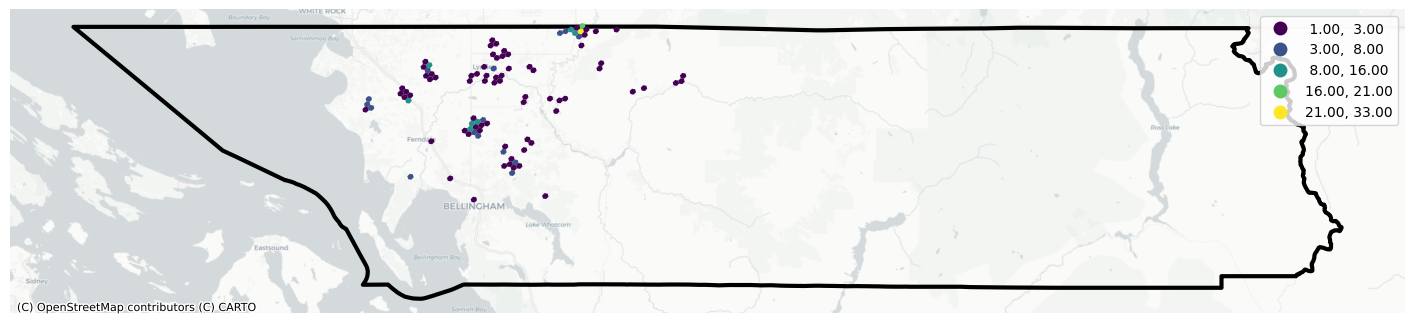 WHITE ROCK
Boundary Bay
Semiahmoo Bay
1.00,  3.00
3.00,  8.00
8.00, 16.00
16.00, 21.00
21.00, 33.00
Ross Lake
Ferndale
BELLINGHAM
Lake Whatcom
Eastsound
Bellingham Bay
Sidney
Samish Bay
(C) OpenStreetMap contributors (C) CARTO